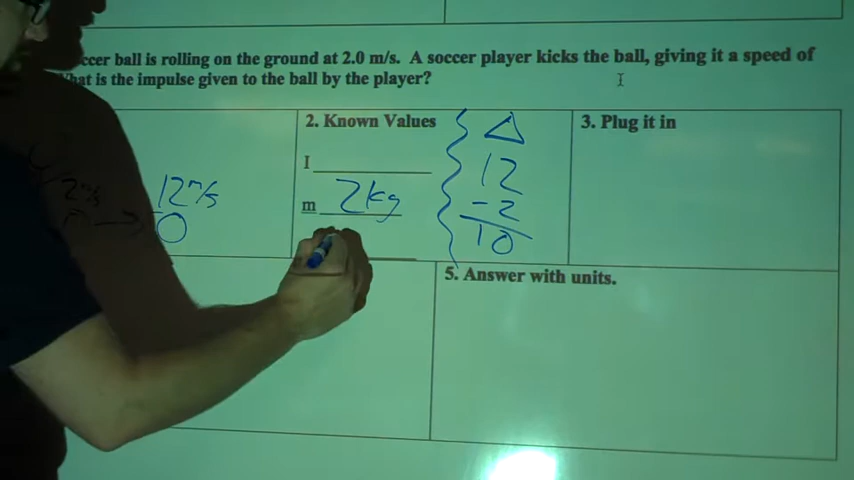 ccer ball is rolling on the ground at 2.0 m/s. A soccer player kicks the ball, giving it a speed of
hat is the impulse given to the ball by the player?
2. Known Values
I
m 2kg
Δ
12
-2
10
3. Plug it in
2 m/s
12 m/s
5. Answer with units.